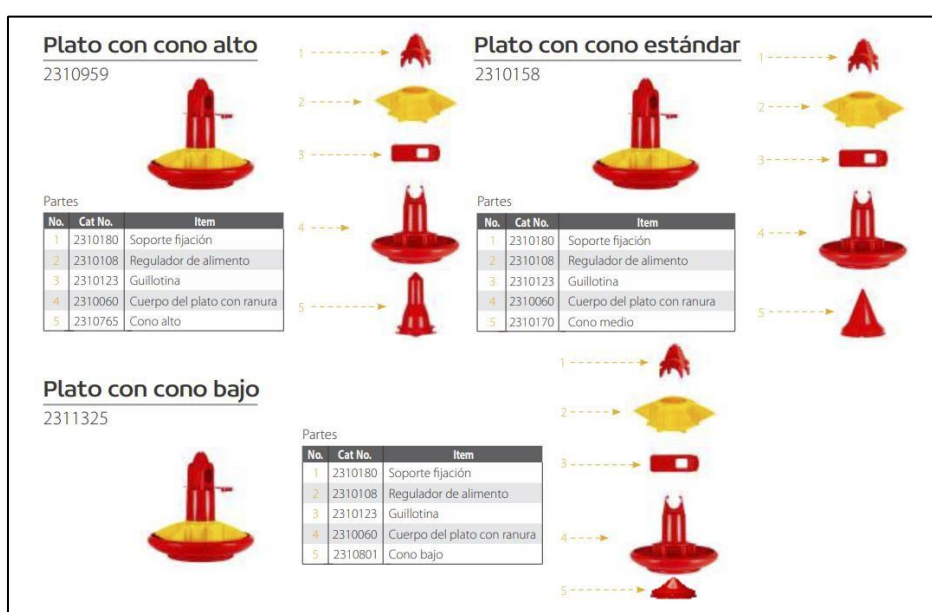 Plato con cono alto
2310959
1
2
3
4
5
Partes
No. Cat No. Item
1 2310180 Soporte fijación
2 2310108 Regulador de alimento
3 2310123 Guillotina
4 2310060 Cuerpo del plato con ranura
5 2310765 Cono alto
Plato con cono estándar
2310158
1
2
3
4
5
Partes
No. Cat No. Item
1 2310180 Soporte fijación
2 2310108 Regulador de alimento
3 2310123 Guillotina
4 2310060 Cuerpo del plato con ranura
5 2310170 Cono medio
Plato con cono bajo
2311325
Partes
No. Cat No. Item
1 2310180 Soporte fijación
2 2310108 Regulador de alimento
3 2310123 Guillotina
4 2310060 Cuerpo del plato con ranura
5 2310801 Cono bajo
1
2
3
4
5